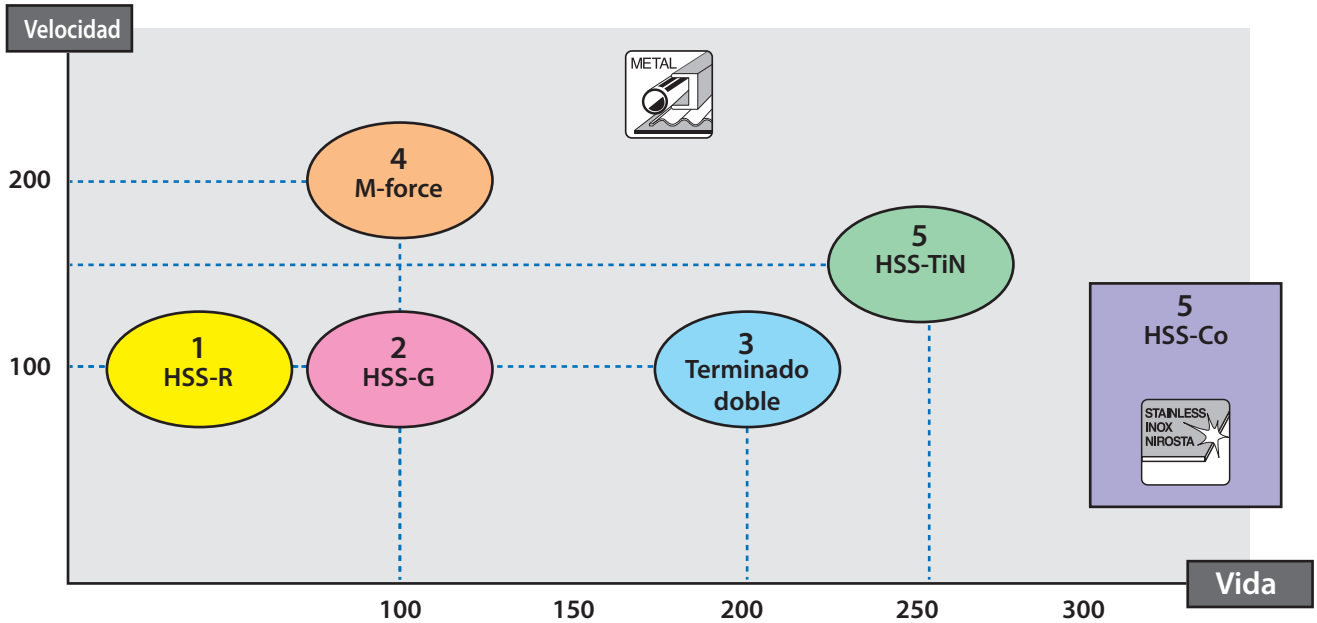 Velocidad
METAL
200
4
M-force
5
HSS-TiN
5
HSS-Co
STAINLESS
INOX
NIROSTA
100
1
HSS-R
2
HSS-G
3
Terminado
doble
Vida
100
150
200
250
300